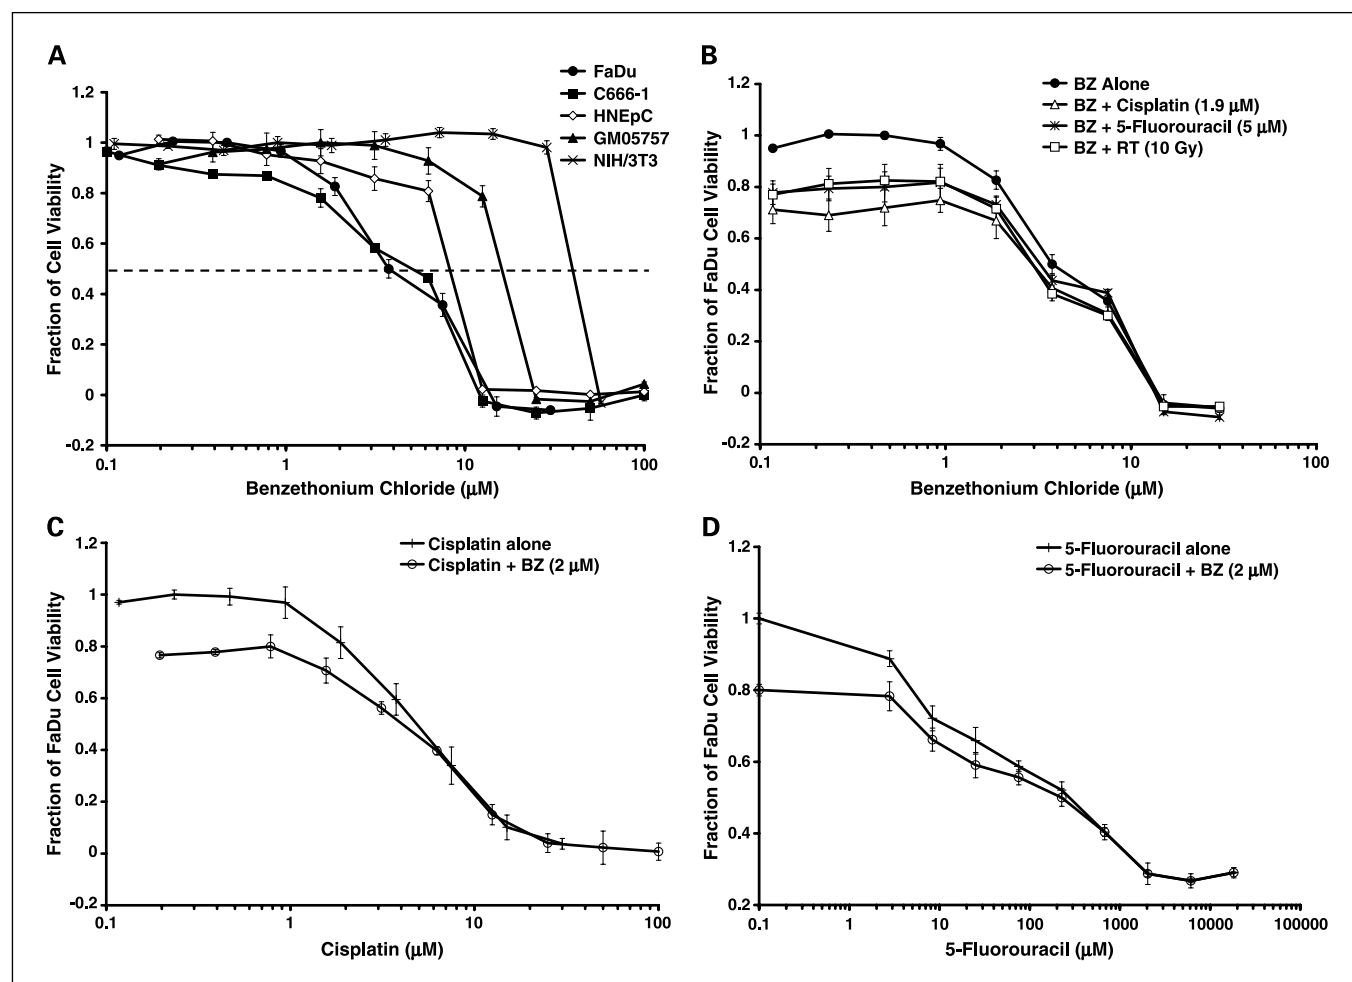 A
FaDu
C666-1
HNEpC
GM05757
NIH/3T3
1.2
1
0.8
0.6
0.4
0.2
0
-0.2
0.1 1 10 100
Fraction of Cell Viability
Benzethonium Chloride (μM)
B
BZ Alone
BZ + Cisplatin (1.9 μM)
BZ + 5-Fluorouracil (5 μM)
BZ + RT (10 Gy)
1.2
1
0.8
0.6
0.4
0.2
0
-0.2
0.1 1 10 100
Fraction of FaDu Cell Viability
Benzethonium Chloride (μM)
C
Cisplatin alone
Cisplatin + BZ (2 μM)
1.2
1
0.8
0.6
0.4
0.2
0
-0.2
0.1 1 10 100
Fraction of FaDu Cell Viability
Cisplatin (μM)
D
5-Fluorouracil alone
5-Fluorouracil + BZ (2 μM)
1.2
1
0.8
0.6
0.4
0.2
0.1 1 10 100 1000 10000 100000
Fraction of FaDu Cell Viability
5-Fluorouracil (μM)